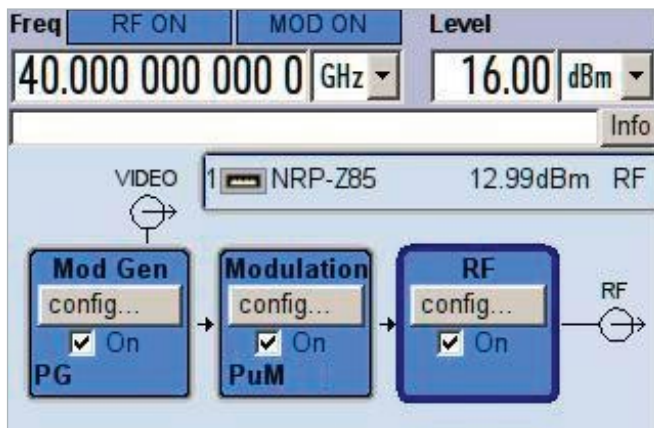 Freq RF ON MOD ON Level
40.000 000 000 0 GHz 16.00 dBm
Info
VIDEO 1 NRP-Z85 12.99dBm RF
Mod Gen Modulation RF
config... config... config... RF
On On On
PG PuM